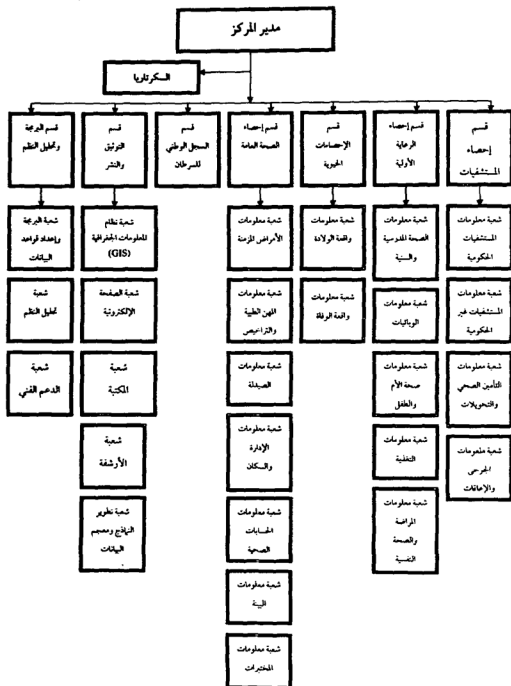 مدير المركز
السكرتاريا
قسم
إحصاء
المستشفيات
قسم إحصاء
الرعاية
الأولية
قسم
الإحصاءات
الحيوية
قسم إحصاء
الصحة العامة
قسم
السجل الوطني
للسرطان
قسم
التوثيق
والنشر
قسم البرمجة
وتحليل النظم
شعبة معلومات
المستشفيات
الحكومية
شعبة معلومات
المستشفيات غير
الحكومية
شعبة معلومات
التأمين الصحي
والتحويلات
شعبة معلومات
الجرحى
والإعاقات
شعبة معلومات
الصحة المدرسية
والسنية
شعبة معلومات
الوبائيات
شعبة معلومات
صحة الأم
والطفل
شعبة معلومات
التغذية
شعبة معلومات
المراضة
والصحة
النفسية
شعبة معلومات
واقعة الولادة
شعبة معلومات
واقعة الوفاة
شعبة معلومات
الأمراض المزمنة
شعبة معلومات
المهن الطبية
والتراخيص
شعبة معلومات
الصيدلة
شعبة معلومات
الإدارة
والسكان
شعبة معلومات
الحسابات
الصحية
شعبة معلومات
البيئة
شعبة معلومات
المختبرات
شعبة نظام
المعلومات الجغرافية
(GIS)
شعبة الصفحة
الإلكترونية
شعبة
المكتبة
شعبة
الأرشفة
شعبة تطوير
النماذج ومعجم
البيانات
شعبة البرمجة
وإعداد قواعد
البيانات
شعبة
تحليل النظم
شعبة
الدعم الفني